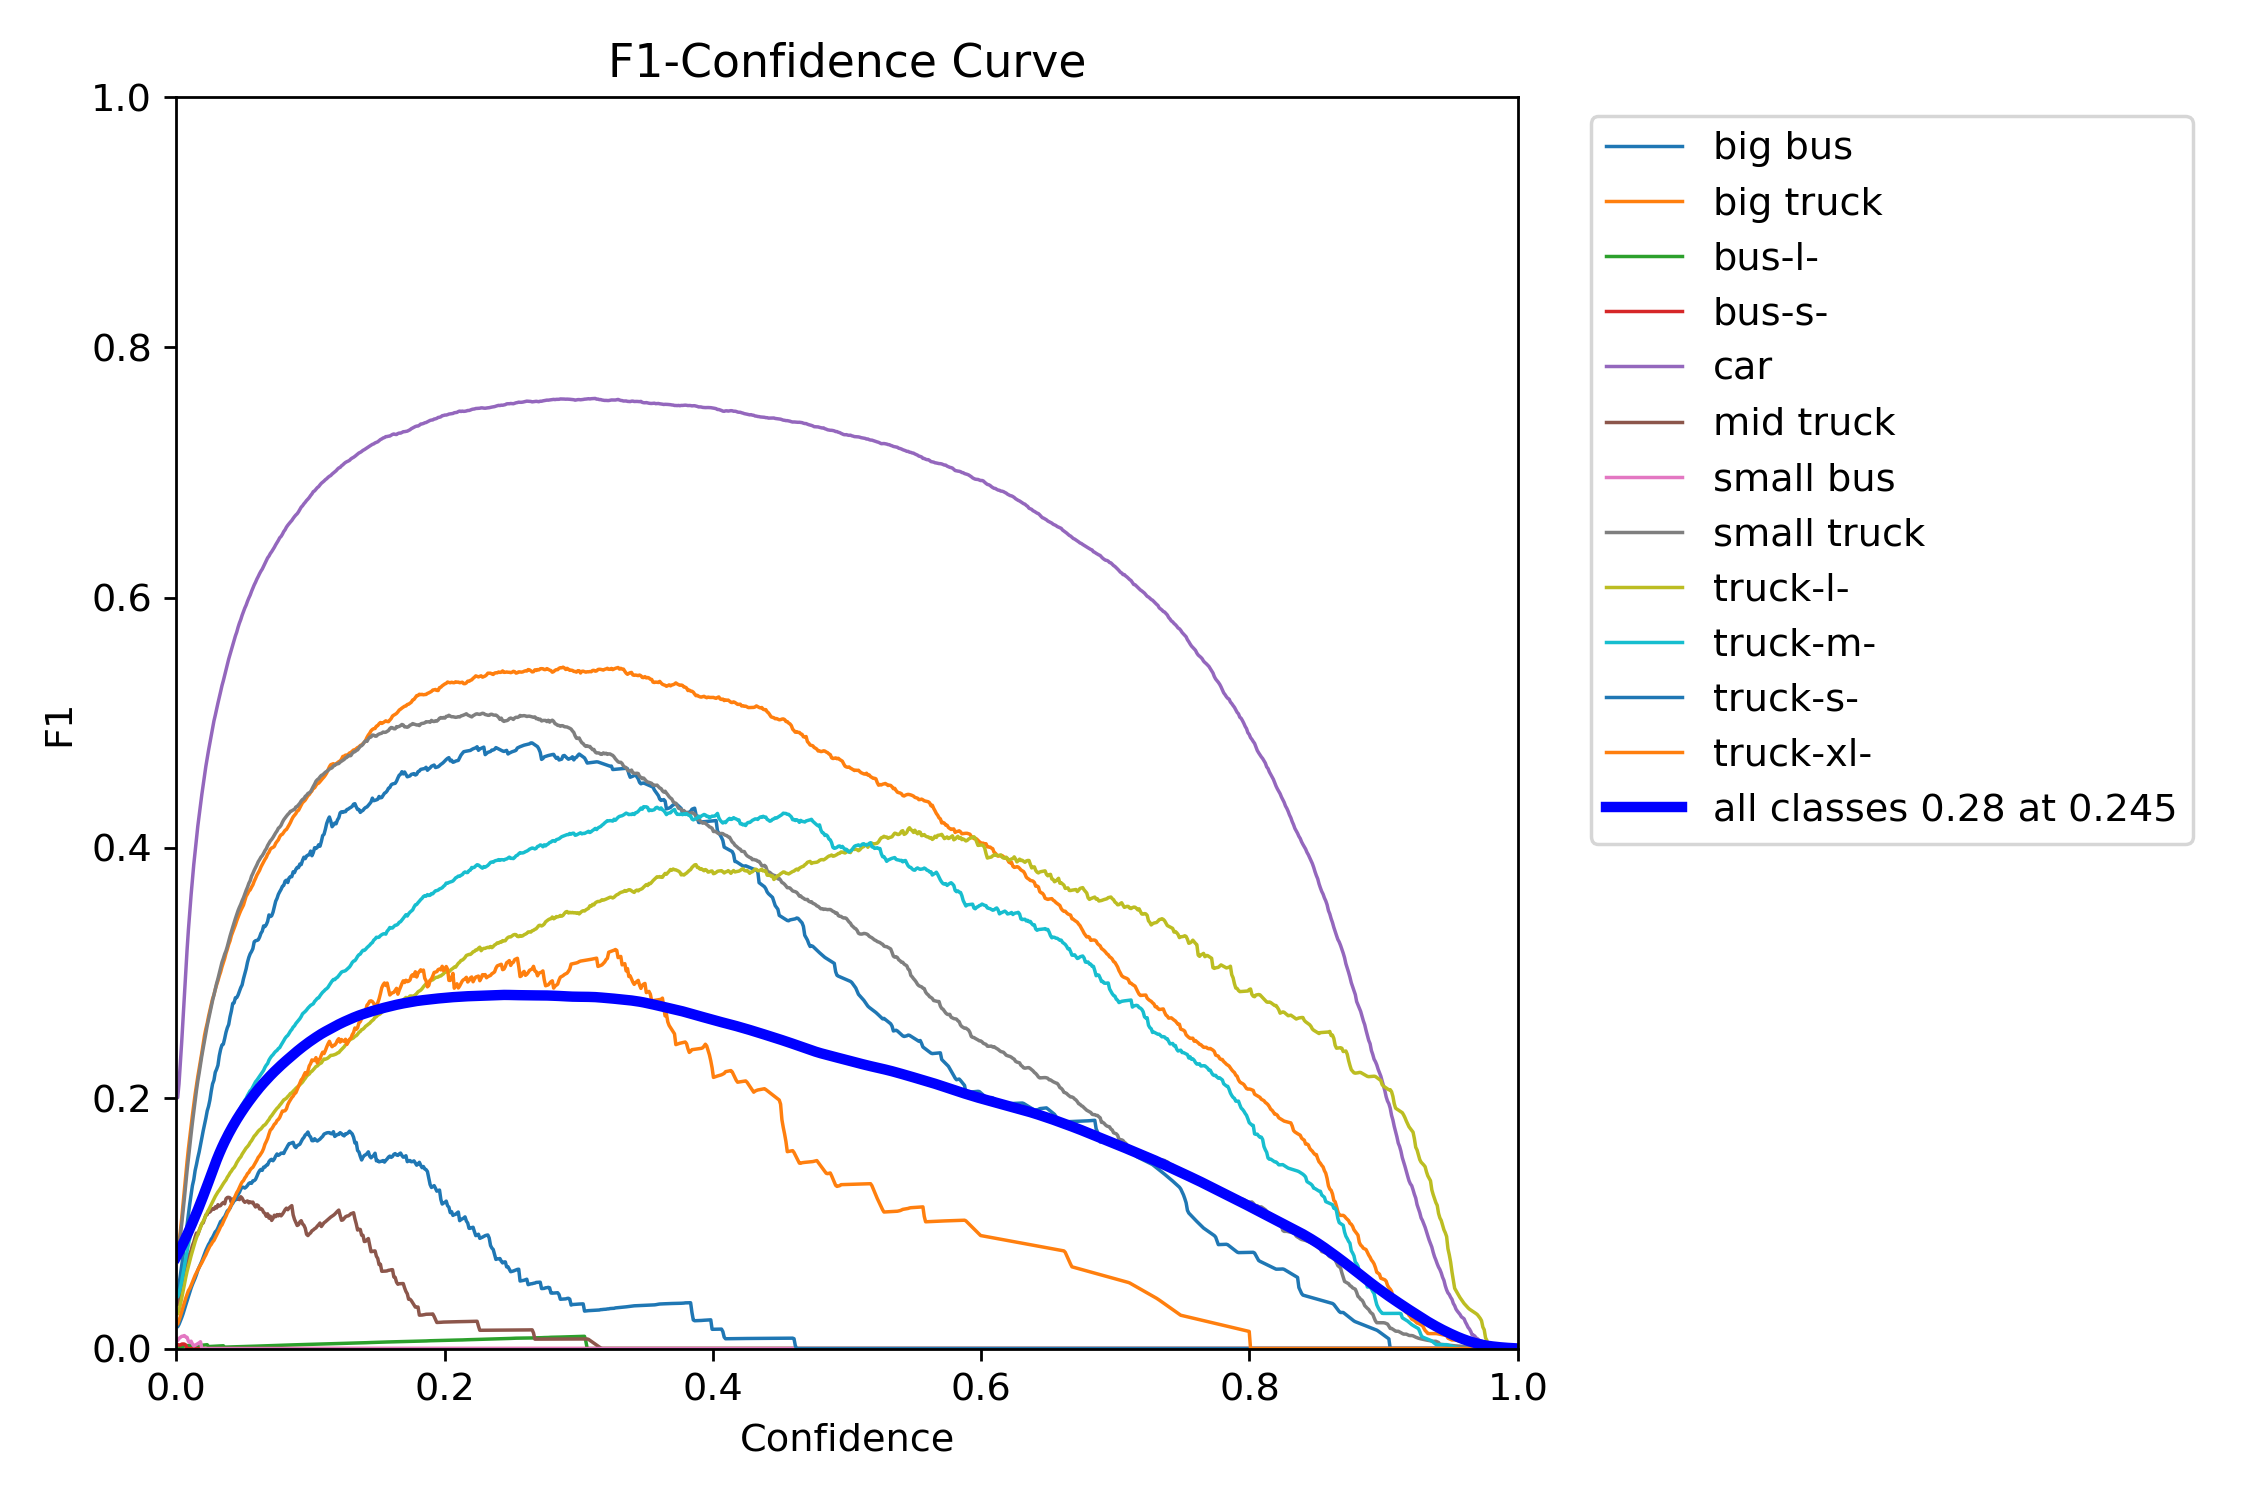 F1-Confidence Curve
1.0
0.8
0.6
0.4
0.2
0.0
F1
0.0 0.2 0.4 0.6 0.8 1.0
Confidence
big bus
big truck
bus-l-
bus-s-
car
mid truck
small bus
small truck
truck-l-
truck-m-
truck-s-
truck-xl-
all classes 0.28 at 0.245